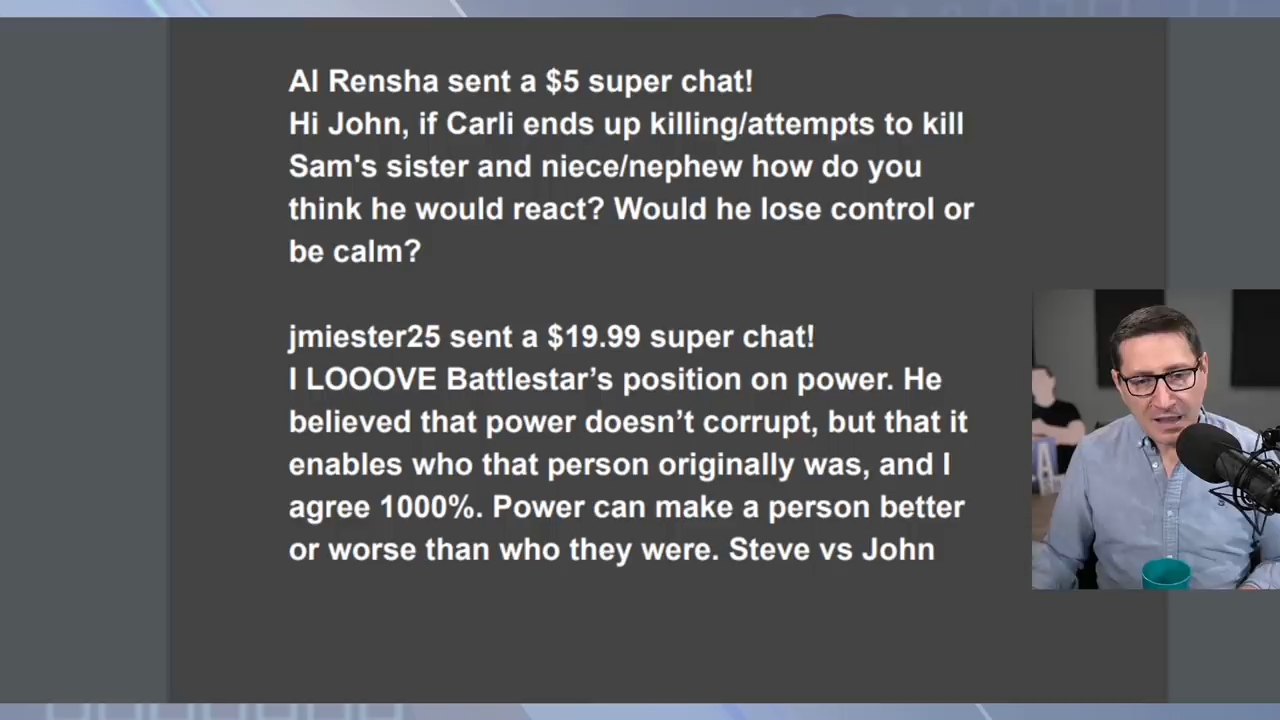 Al Rensha sent a $5 super chat!
Hi John, if Carli ends up killing/attempts to kill
Sam's sister and niece/nephew how do you
think he would react? Would he lose control or
be calm?
jmiester25 sent a $19.99 super chat!
I LOOOVE Battlestar’s position on power. He
believed that power doesn’t corrupt, but that it
enables who that person originally was, and I
agree 1000%. Power can make a person better
or worse than who they were. Steve vs John